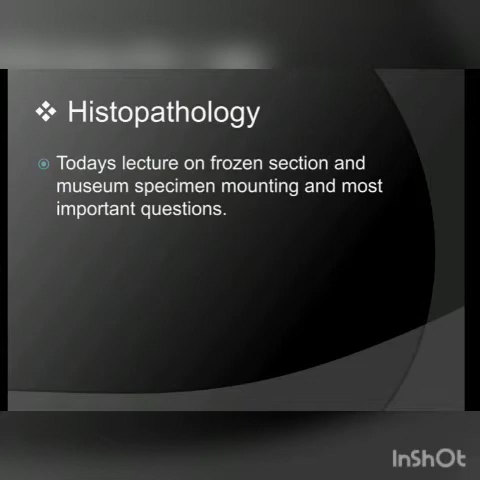 ❖ Histopathology
Todays lecture on frozen section and
museum specimen mounting and most
important questions.
InShOt